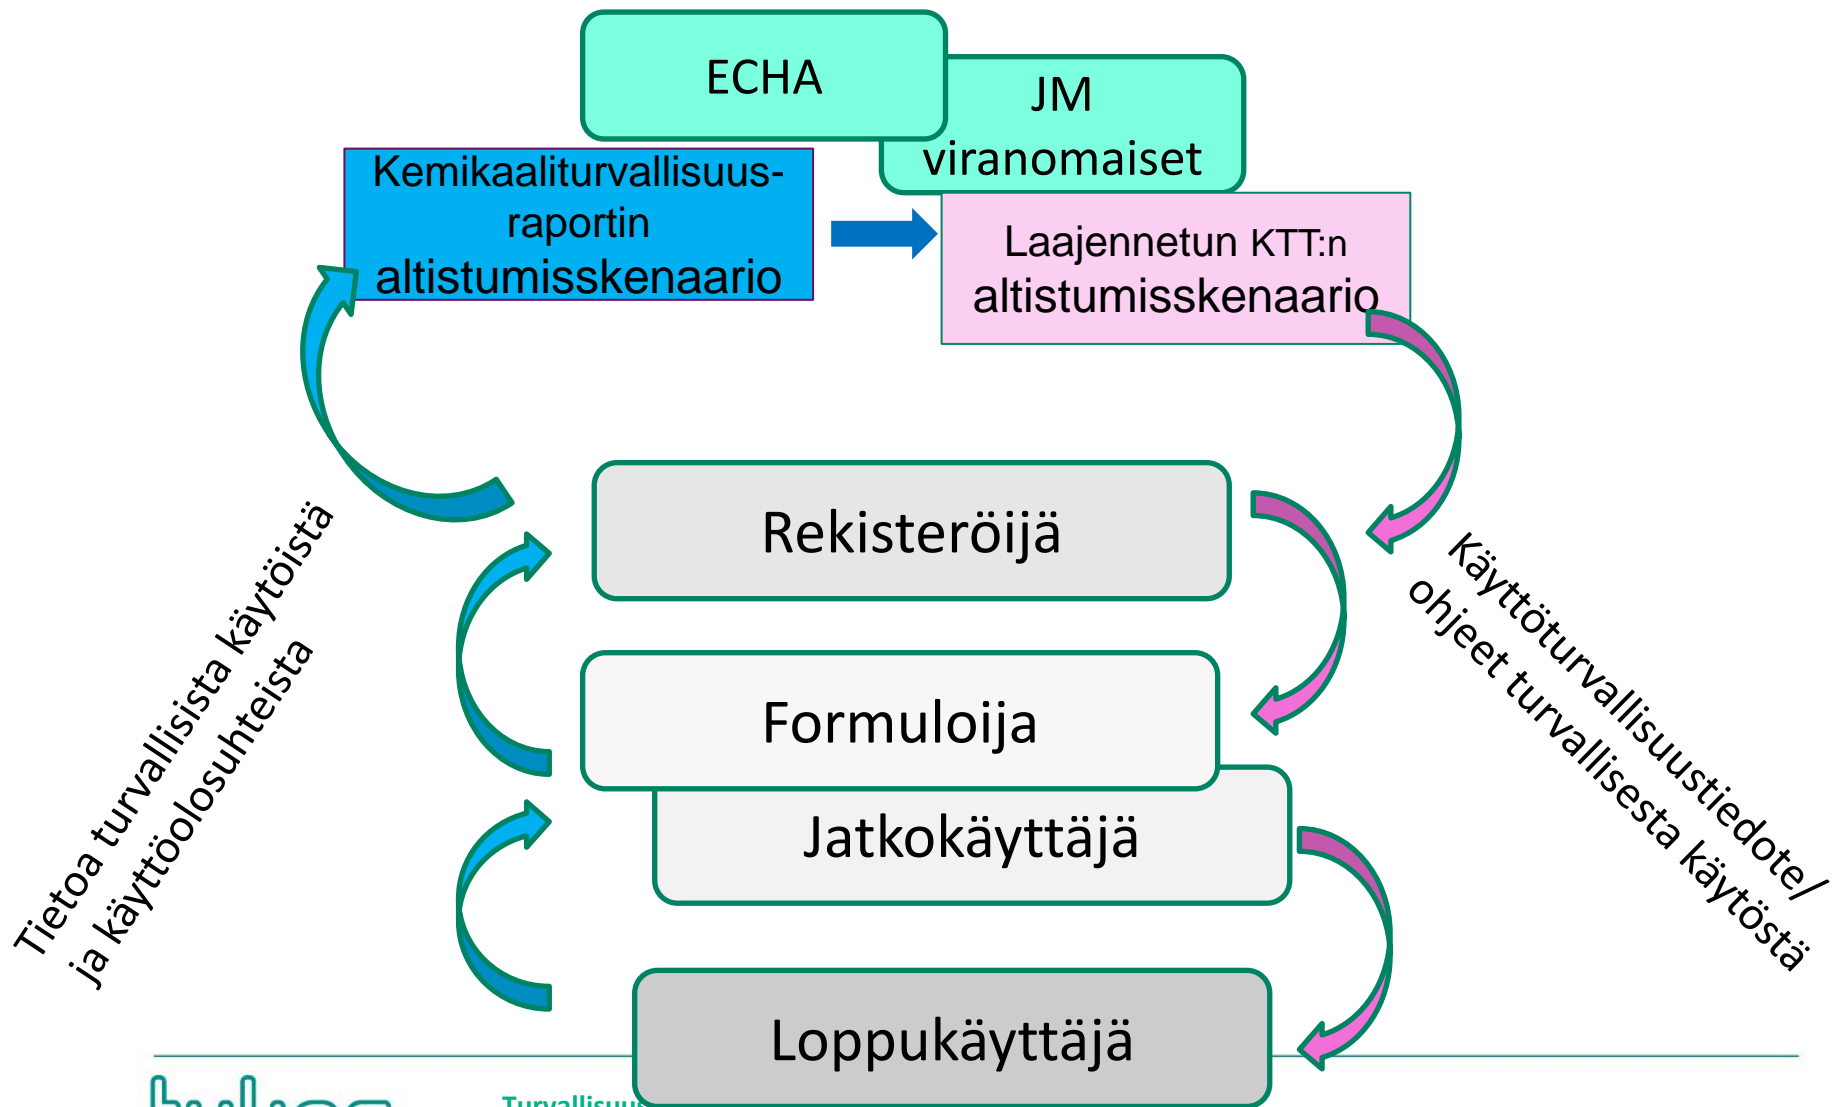 ECHA
JM
viranomaiset
Kemikaaliturvallisuus-
raportin
altistumisskenaario
Laajennetun KTT:n
altistumisskenaario
Rekisteröijä
Formuloija
Jatkokäyttäjä
Loppukäyttäjä
Tietoa turvallisista käytöistä
ja käyttöolosuhteista
Käyttöturvallisuustiedote/
ohjeet turvallisesta käytöstä